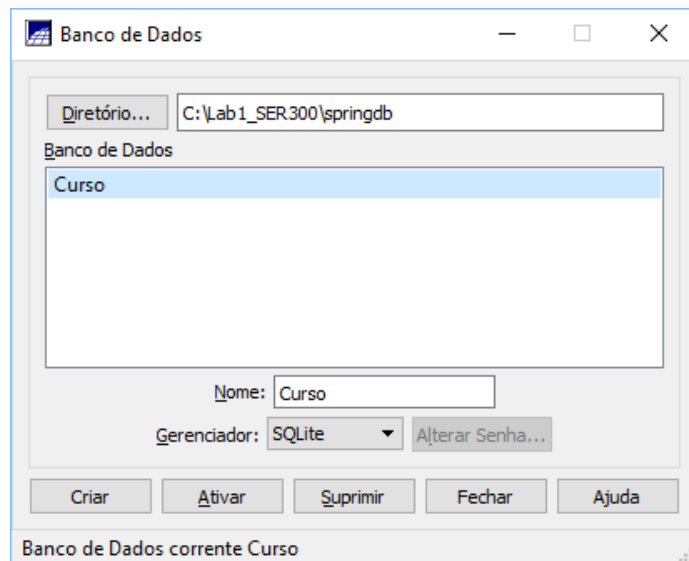 Banco de Dados
Diretório... C:\Lab1_SER300\springdb
Banco de Dados
Curso
Nome: Curso
Gerenciador: SQLite Alterar Senha...
Criar Ativar Suprimir Fechar Ajuda
Banco de Dados corrente Curso